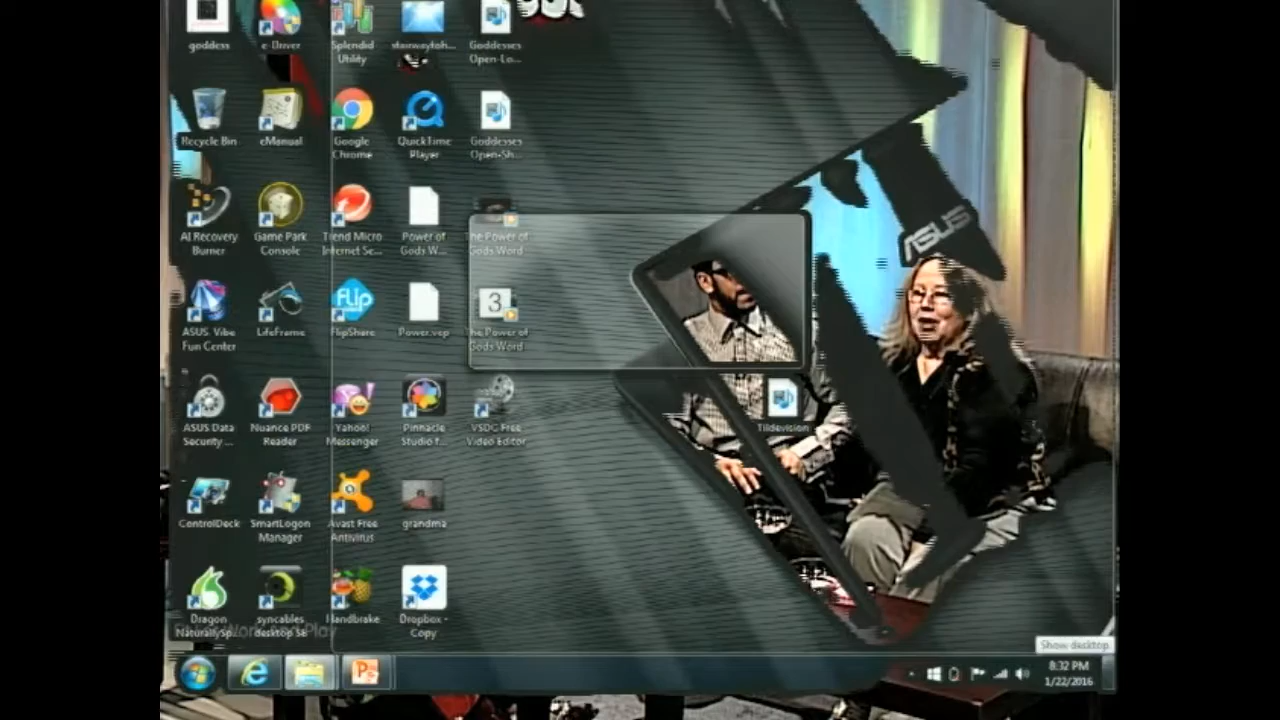 goddess
e-Driver
Splendid
Utility
stairwaytoh...
Goddesses
Open-Lo...
Recycle Bin
eManual
Google
Chrome
QuickTime
Player
Goddesses
Open-Sh...
AI Recovery
Burner
Game Park
Console
Trend Micro
Internet Se...
Power of
Gods W...
The Power of
Gods Word
ASUS Vibe
Fun Center
LifeFrame
flip
FlipShare
Power.vep
3
The Power of
Gods Word
ASUS
ASUS Data
Security ...
Nuance PDF
Reader
Yahoo!
Messenger
Pinnacle
Studio f...
VSDC Free
Video Editor
Tildevision
ControlDeck
SmartLogon
Manager
Avast Free
Antivirus
grandma
Dragon
NaturallySp...
syncables
desktop SE
Handbrake
Dropbox -
Copy
Show desktop
8:32 PM
1/22/2016